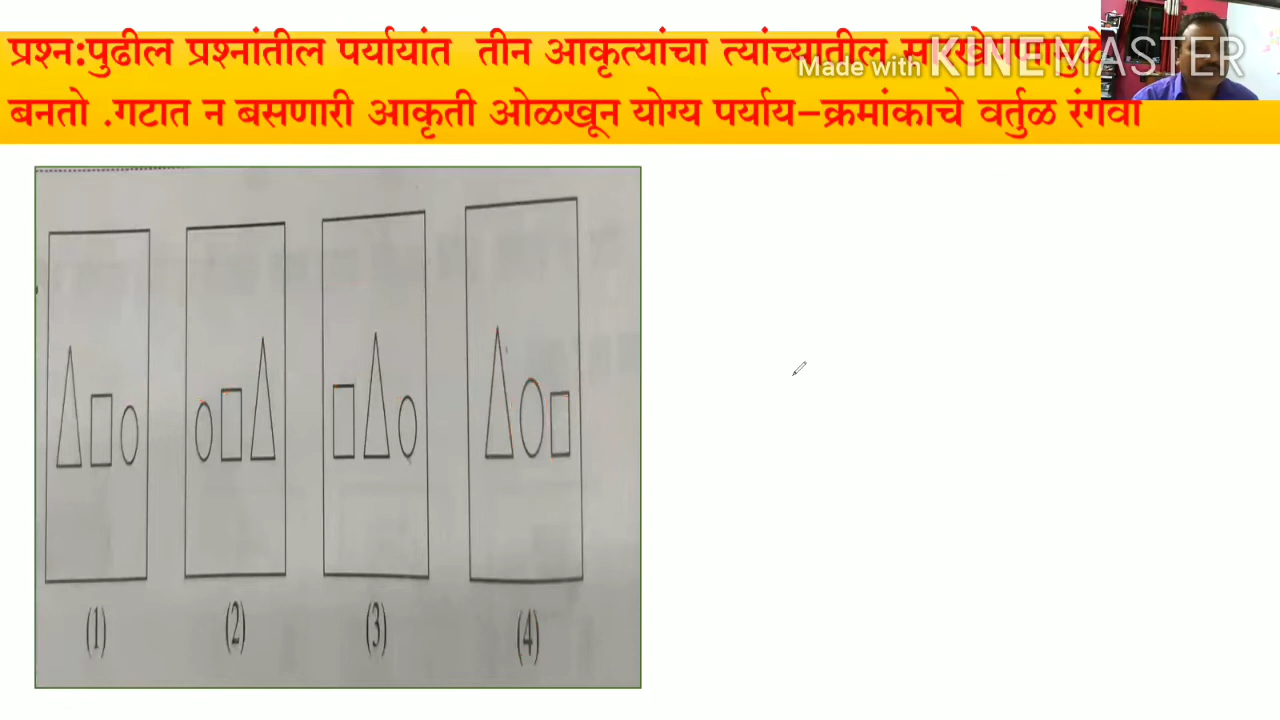 प्रश्न:पुढील प्रश्नांतील पर्यायांत तीन आकृत्यांचा त्यांच्यातील
Made with KINEMASTER
बनतो .गटात न बसणारी आकृती ओळखून योग्य पर्याय-क्रमांकाचे वर्तुळ रंगवा
(1) (2) (3) (4)